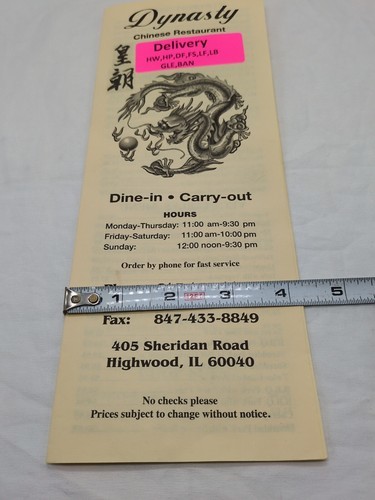 Dynasty
Chinese Restaurant
皇朝
Delivery
HW,HP,DF,FS,LF,LB
GLE,BAN
Dine-in • Carry-out
HOURS
Monday-Thursday: 11:00 am-9:30 pm
Friday-Saturday: 11:00 am-10:00 pm
Sunday: 12:00 noon-9:30 pm
Order by phone for fast service
1 2 3 4 5
Fax: 847-433-8849
405 Sheridan Road
Highwood, IL 60040
No checks please
Prices subject to change without notice.